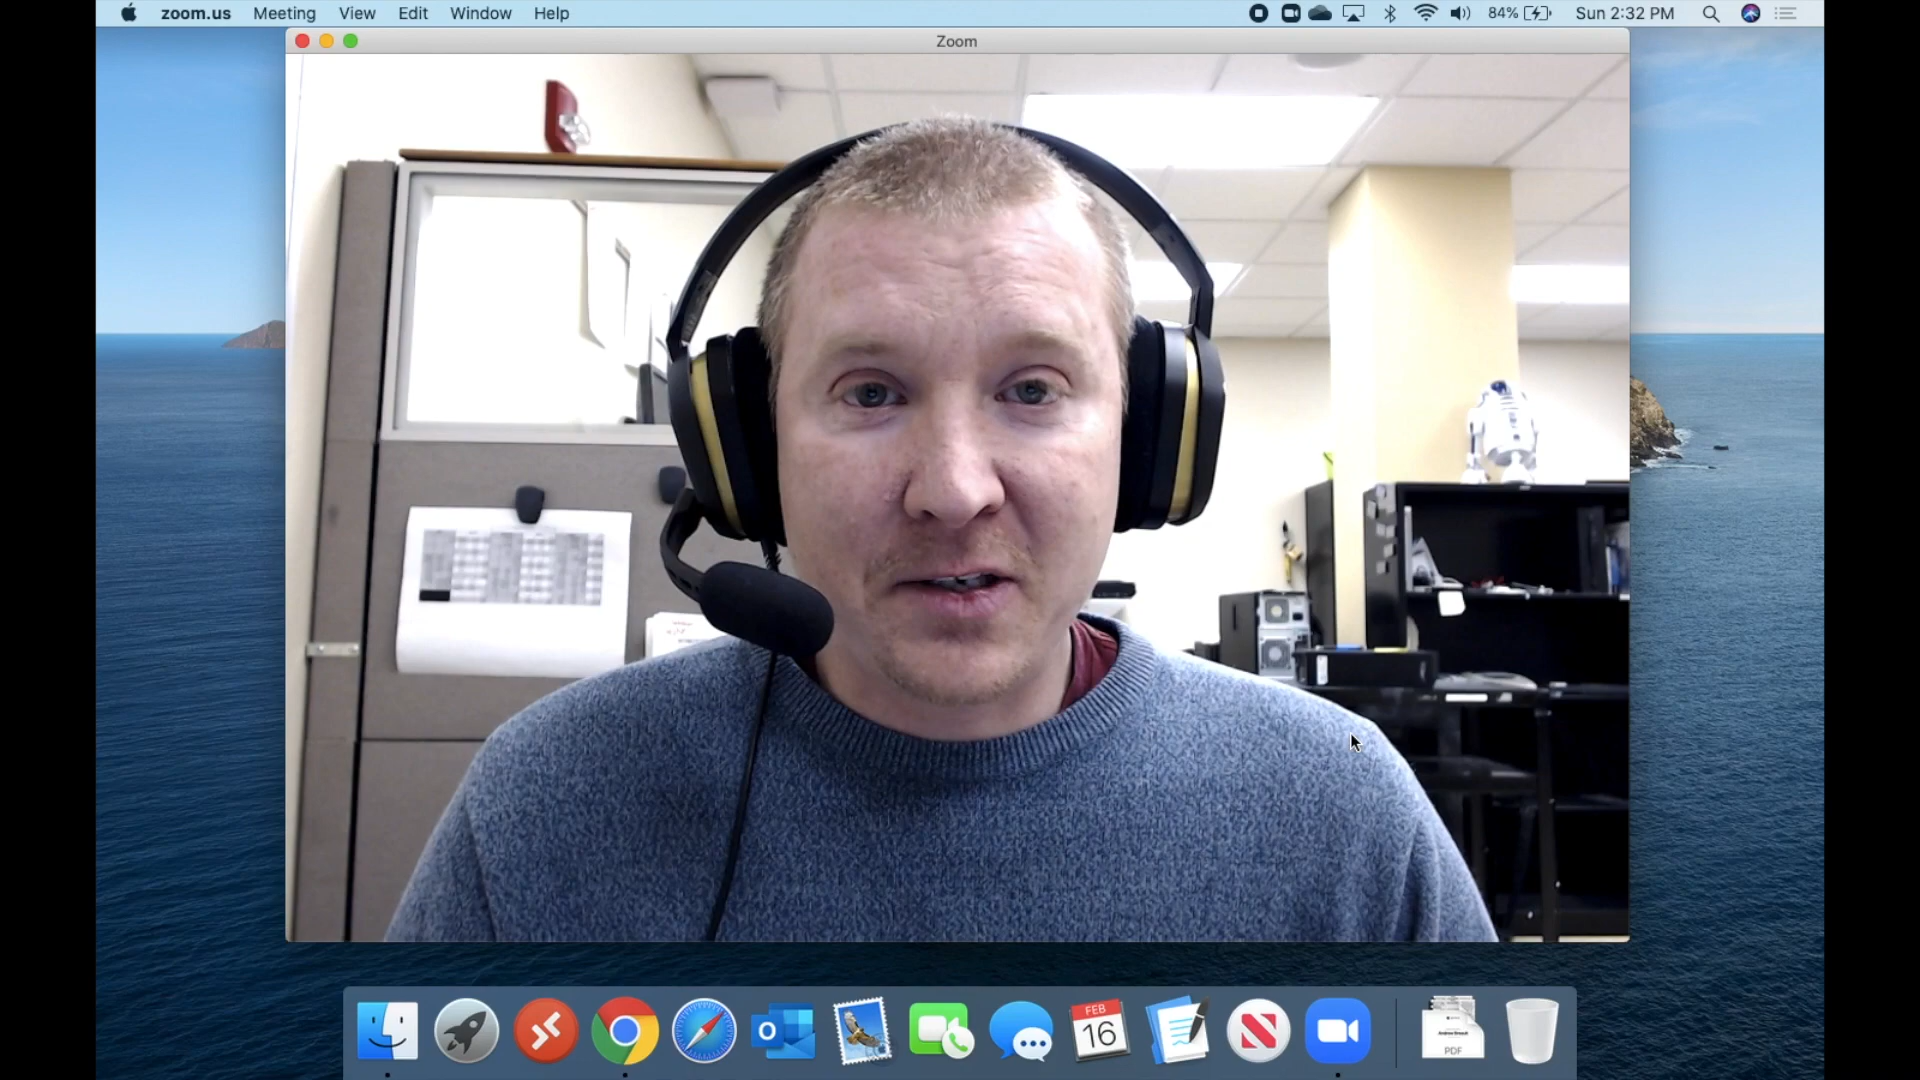 zoom.us Meeting View Edit Window Help 84% Sun 2:32 PM
Zoom
FEB
16
PDF